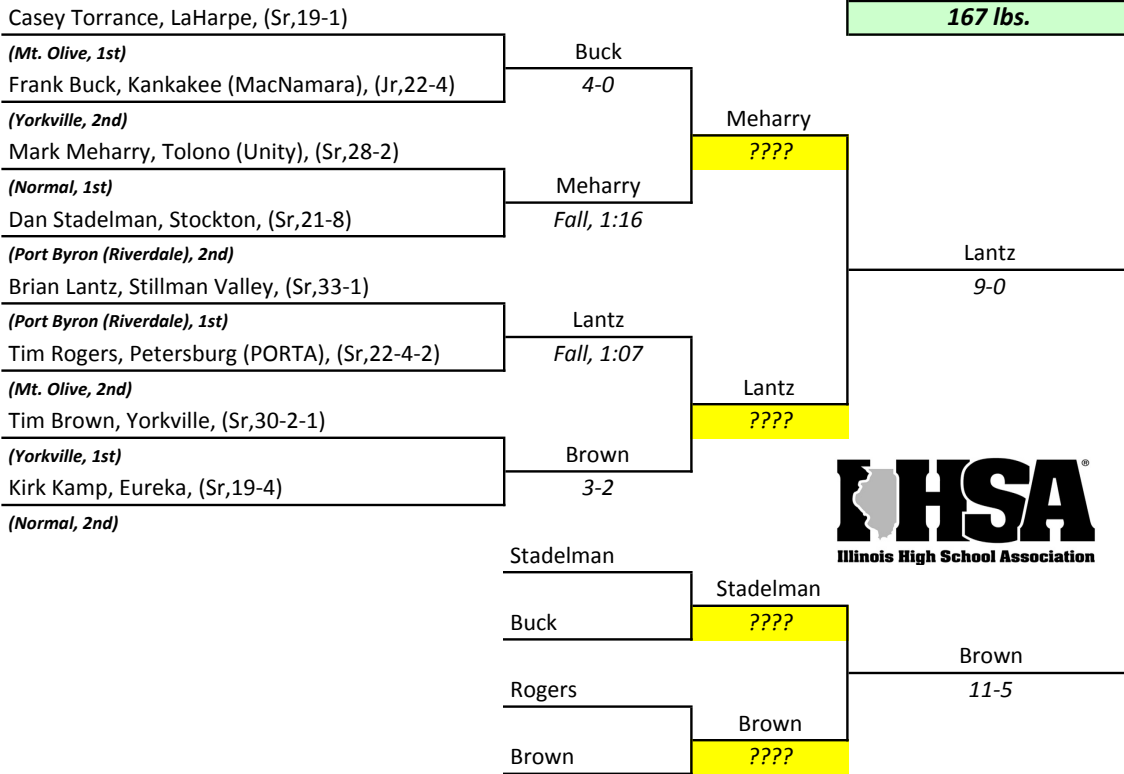 Casey Torrance, LaHarpe, (Sr,19-1)
167 lbs.
(Mt. Olive, 1st)
Buck
Frank Buck, Kankakee (MacNamara), (Jr,22-4)
4-0
(Yorkville, 2nd)
Meharry
Mark Meharry, Tolono (Unity), (Sr,28-2)
????
(Normal, 1st)
Meharry
Dan Stadelman, Stockton, (Sr,21-8)
Fall, 1:16
(Port Byron (Riverdale), 2nd)
Lantz
Brian Lantz, Stillman Valley, (Sr,33-1)
9-0
(Port Byron (Riverdale), 1st)
Lantz
Tim Rogers, Petersburg (PORTA), (Sr,22-4-2)
Fall, 1:07
(Mt. Olive, 2nd)
Lantz
Tim Brown, Yorkville, (Sr,30-2-1)
????
(Yorkville, 1st)
Brown
Kirk Kamp, Eureka, (Sr,19-4)
3-2
(Normal, 2nd)
IHSA®
Illinois High School Association
Stadelman
Stadelman
Buck
????
Brown
Rogers
11-5
Brown
Brown
????